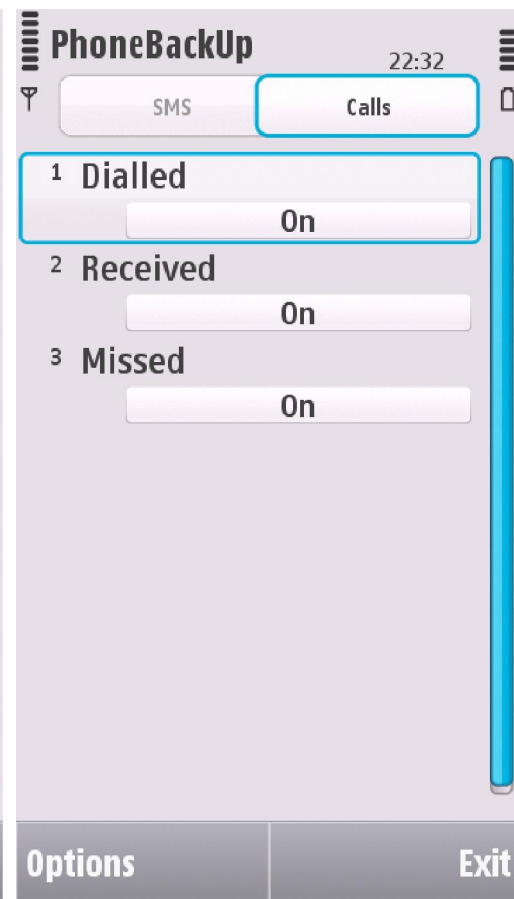 PhoneBackUp
22:32
SMS Calls
1 Dialled
On
2 Received
On
3 Missed
On
Options Exit